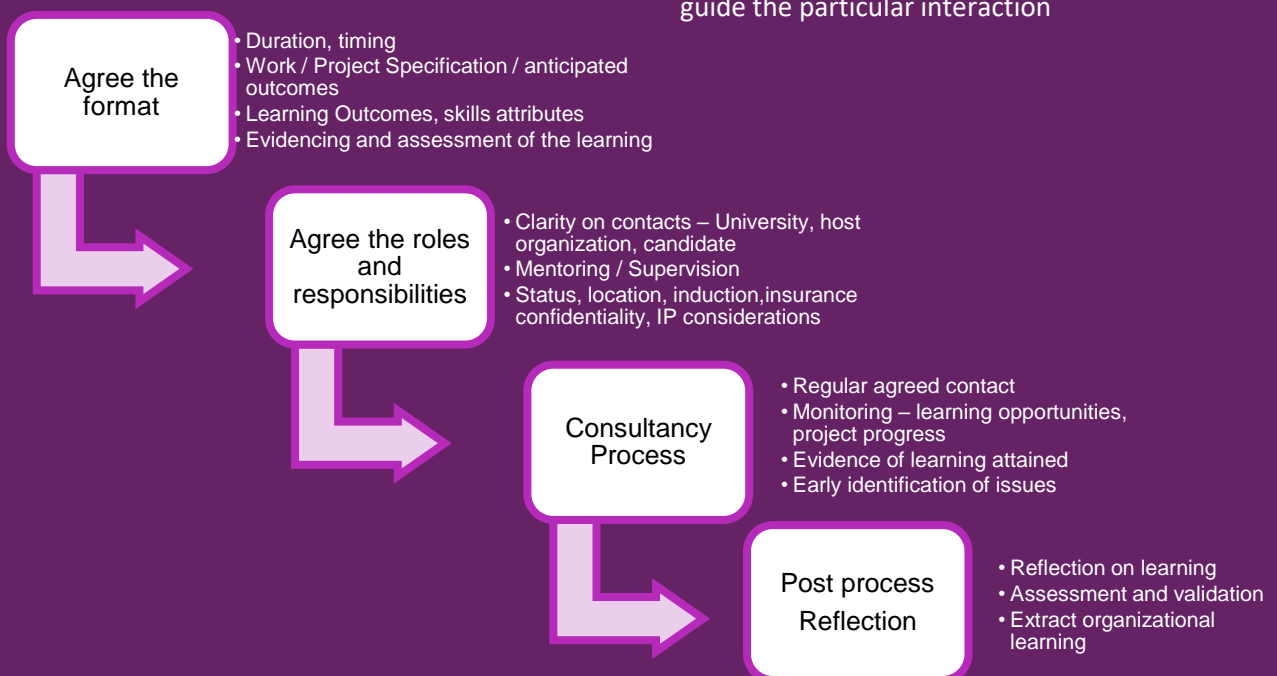 guide the particular interaction
Agree the
format
• Duration, timing
• Work / Project Specification / anticipated
outcomes
• Learning Outcomes, skills attributes
• Evidencing and assessment of the learning
Agree the roles
and
responsibilities
• Clarity on contacts – University, host
organization, candidate
• Mentoring / Supervision
• Status, location, induction,insurance
confidentiality, IP considerations
Consultancy
Process
• Regular agreed contact
• Monitoring – learning opportunities,
project progress
• Evidence of learning attained
• Early identification of issues
Post process
Reflection
• Reflection on learning
• Assessment and validation
• Extract organizational
learning